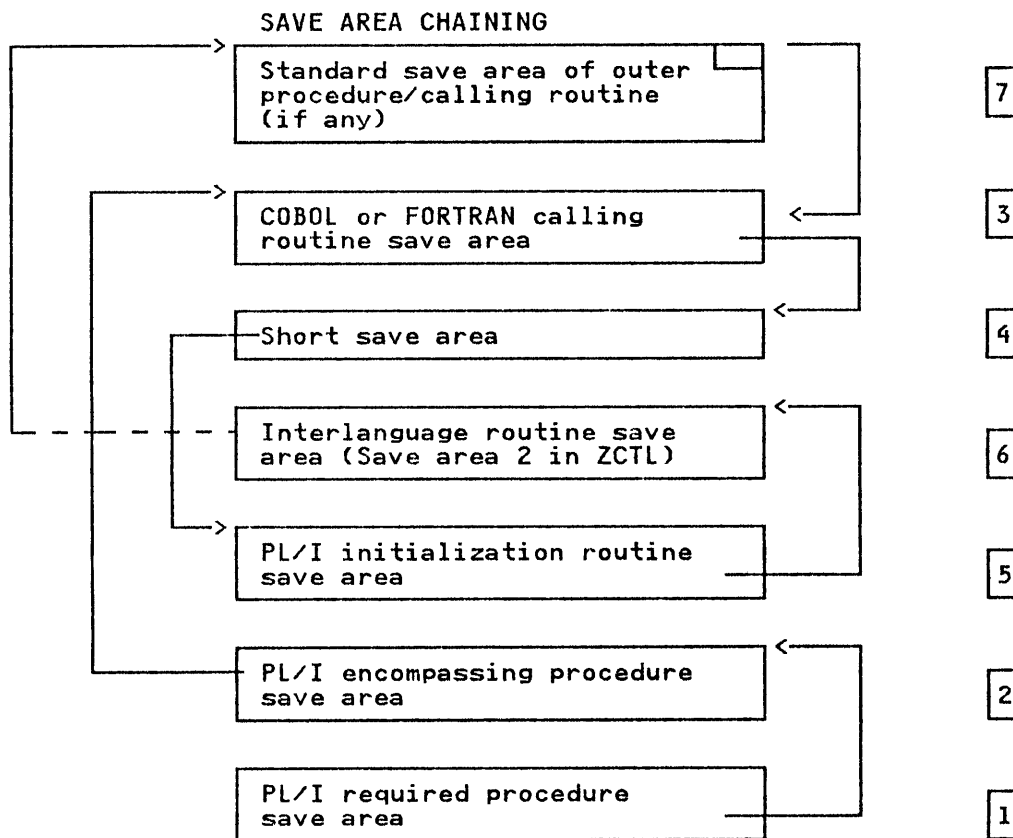 SAVE AREA CHAINING
Standard save area of outer
procedure/calling routine
(if any)
7
COBOL or FORTRAN calling
routine save area
3
Short save area
4
Interlanguage routine save
area (Save area 2 in ZCTL)
6
PL/I initialization routine
save area
5
PL/I encompassing procedure
save area
2
PL/I required procedure
save area
1